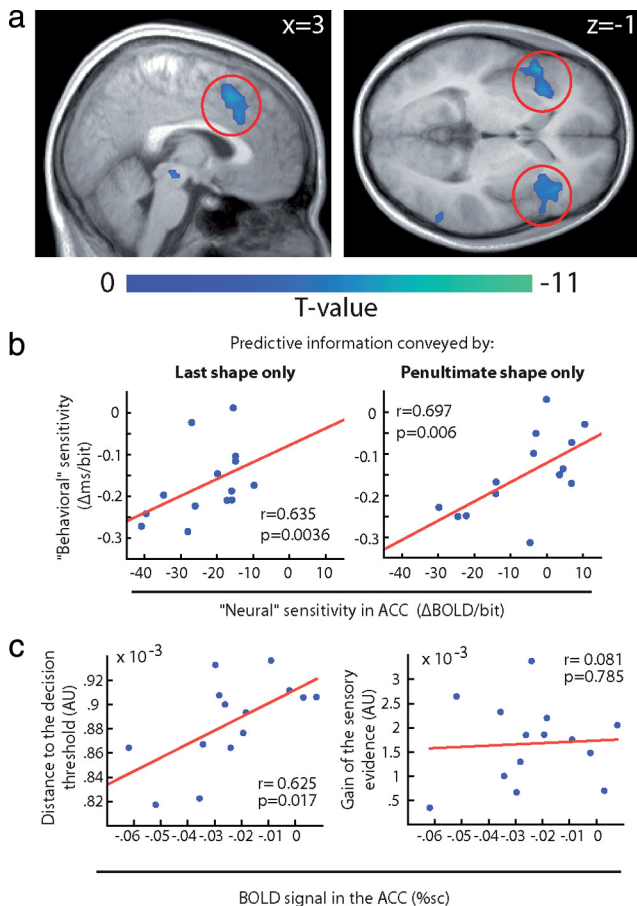 a
x=3
z=-1
0
-11
T-value
b
Predictive information conveyed by:
Last shape only
Penultimate shape only
"Behavioral" sensitivity
(Δms/bit)
0
-0.1
-0.2
-0.3
r=0.635
p=0.0036
-40 -30 -20 -10 0 10
0
-0.1
-0.2
-0.3
r=0.697
p=0.006
-40 -30 -20 -10 0 10
"Neural" sensitivity in ACC (ΔBOLD/bit)
c
Distance to the decision
threshold (AU)
x 10-3
.92
.9
.88
.86
.84
.82
r=0.625
p=0.017
-.06 -.05 -.04 -.03 -.02 -.01 0
Gain of the sensory
evidence (AU)
x 10-3
3
2.5
2
1.5
1
.5
r= 0.081
p=0.785
-.06 -.05 -.04 -.03 -.02 -.01 0
BOLD signal in the ACC (%sc)